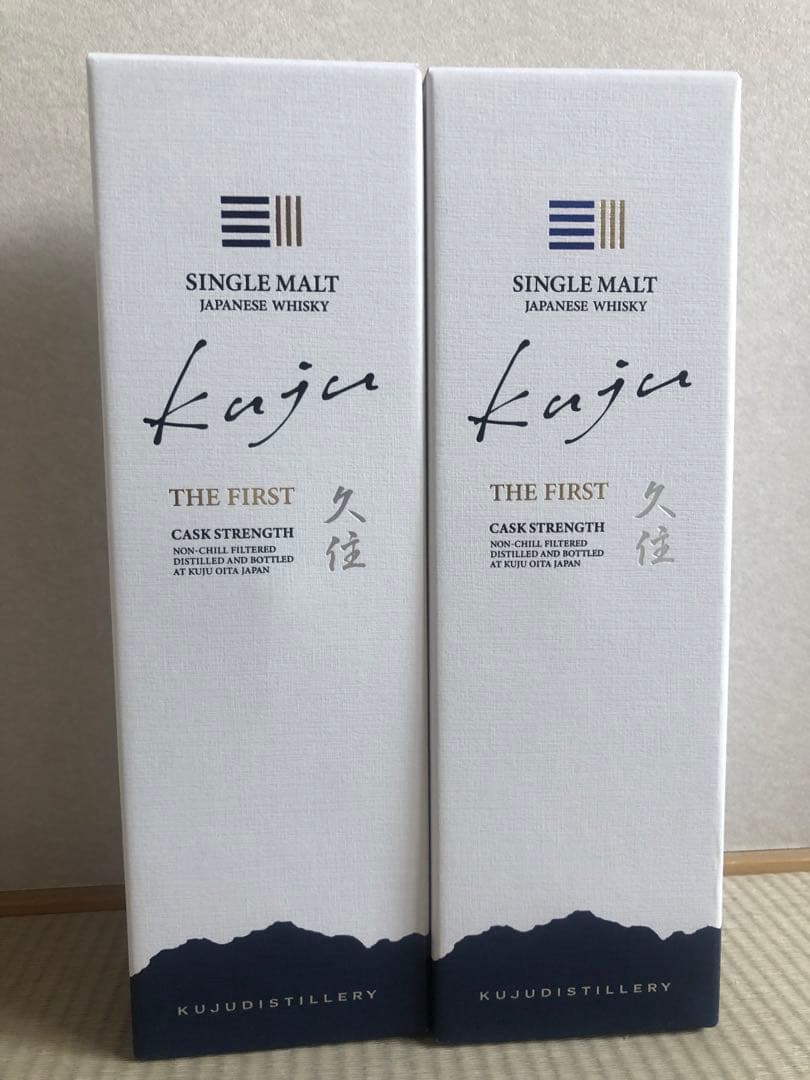 SINGLE MALT
JAPANESE WHISKY
kuju
THE FIRST
久住
CASK STRENGTH
NON-CHILL FILTERED
DISTILLED AND BOTTLED
AT KUJU OITA JAPAN
KUJUDISTILLERY
SINGLE MALT
JAPANESE WHISKY
kuju
THE FIRST
久住
CASK STRENGTH
NON-CHILL FILTERED
DISTILLED AND BOTTLED
AT KUJU OITA JAPAN
KUJUDISTILLERY